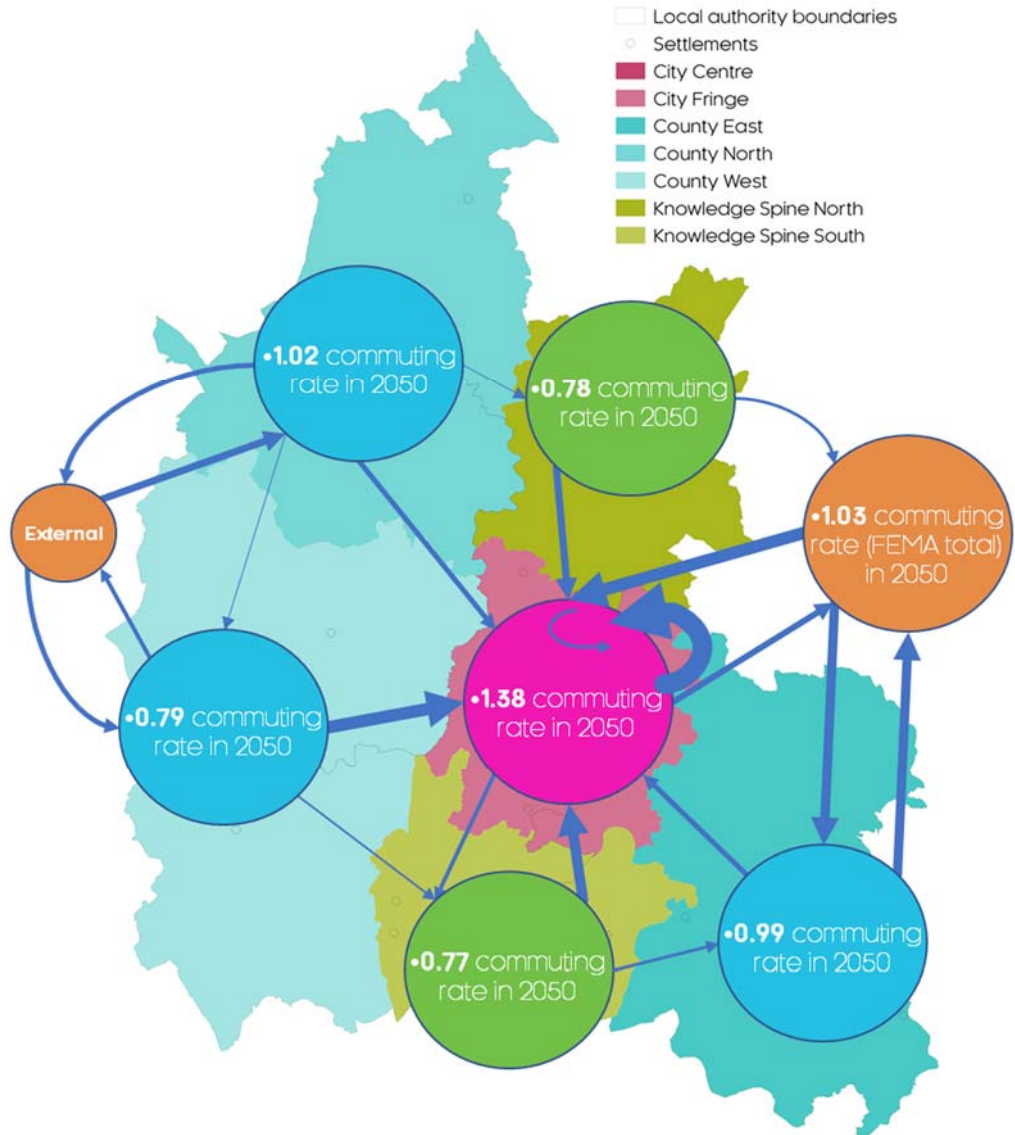 Local authority boundaries
Settlements
City Centre
City Fringe
County East
County North
County West
Knowledge Spine North
Knowledge Spine South
•1.02 commuting
rate in 2050
•0.78 commuting
rate in 2050
External
•1.03 commuting
rate (FEMA total)
in 2050
•0.79 commuting
rate in 2050
•1.38 commuting
rate in 2050
•0.77 commuting
rate in 2050
•0.99 commuting
rate in 2050